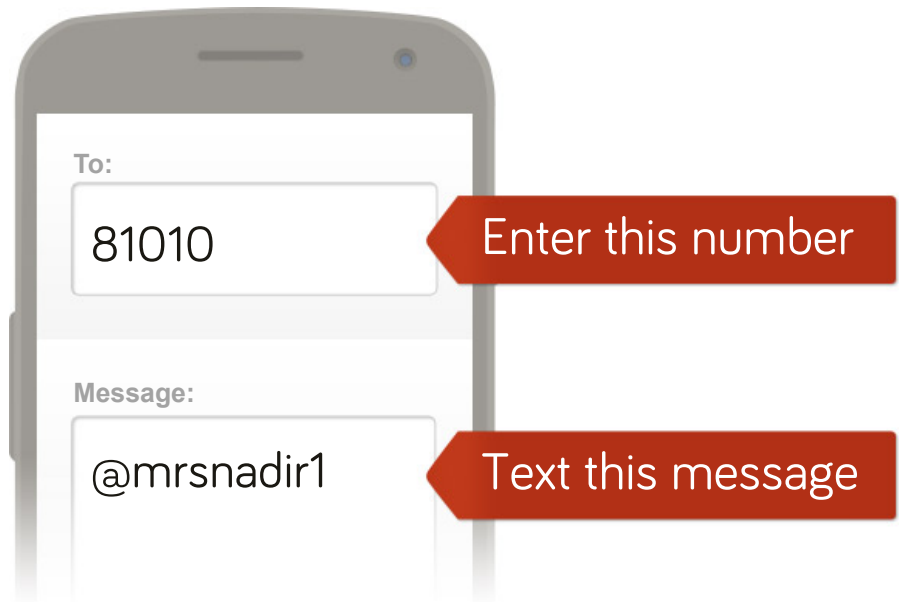 To:
81010
Enter this number
Message:
@mrsnadir1
Text this message